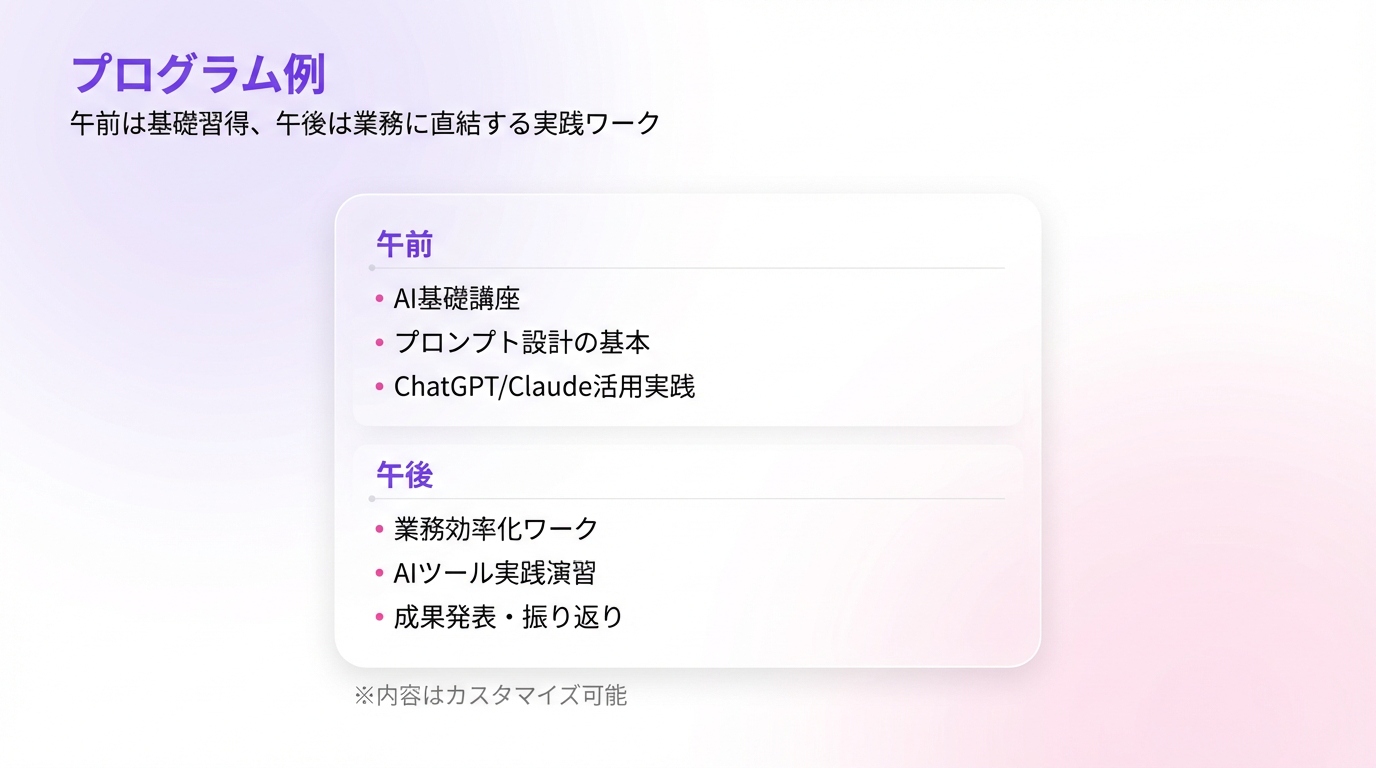 プログラム例
午前は基礎習得、午後は業務に直結する実践ワーク
午前
• AI基礎講座
• プロンプト設計の基本
• ChatGPT/Claude活用実践
午後
• 業務効率化ワーク
• AIツール実践演習
• 成果発表・振り返り
※内容はカスタマイズ可能